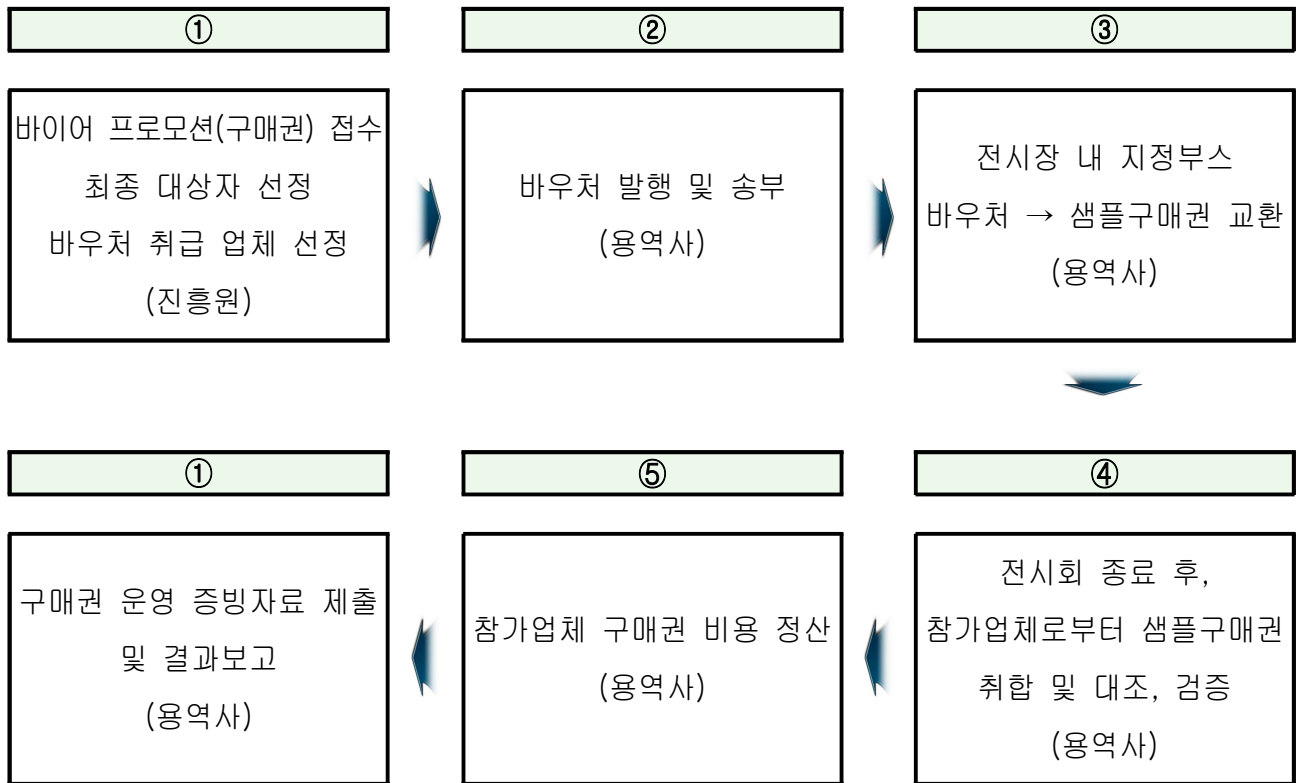 ①
바이어 프로모션(구매권) 접수
최종 대상자 선정
바우처 취급 업체 선정
(진흥원)
②
바우처 발행 및 송부
(용역사)
③
전시장 내 지정부스
바우처 → 샘플구매권 교환
(용역사)
①
구매권 운영 증빙자료 제출
및 결과보고
(용역사)
⑤
참가업체 구매권 비용 정산
(용역사)
④
전시회 종료 후,
참가업체로부터 샘플구매권
취합 및 대조, 검증
(용역사)